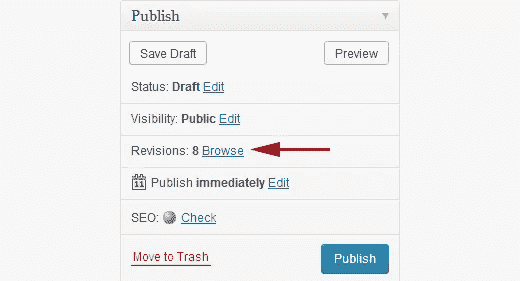 Publish
Save Draft Preview
Status: Draft Edit
Visibility: Public Edit
Revisions: 8 Browse
11 Publish immediately Edit
SEO: Check
Move to Trash Publish